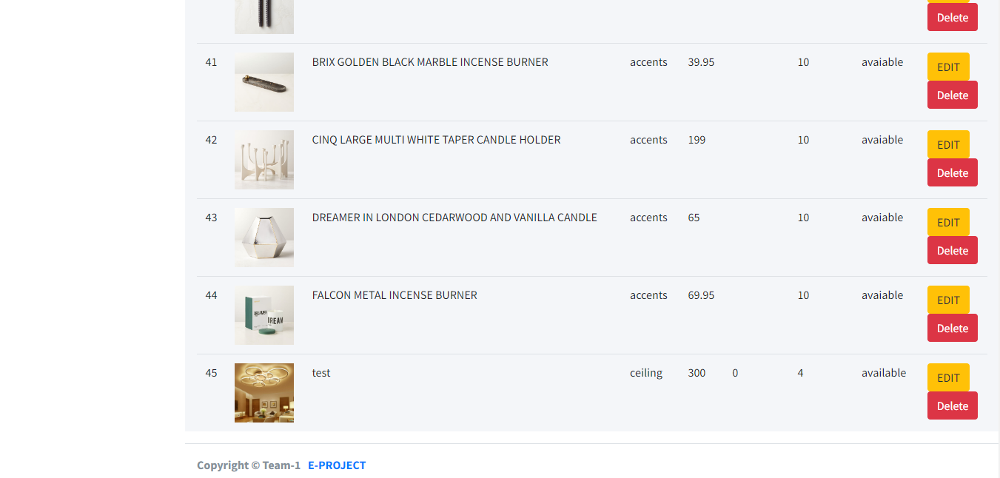 Delete
41 BRIX GOLDEN BLACK MARBLE INCENSE BURNER accents 39.95 10 avaiable EDIT
Delete
42 CINQ LARGE MULTI WHITE TAPER CANDLE HOLDER accents 199 10 avaiable EDIT
Delete
43 DREAMER IN LONDON CEDARWOOD AND VANILLA CANDLE accents 65 10 avaiable EDIT
Delete
44 FALCON METAL INCENSE BURNER accents 69.95 10 avaiable EDIT
DREAMER
DREAM
Delete
45 test ceiling 300 0 4 available EDIT
Delete
Copyright © Team-1 E-PROJECT